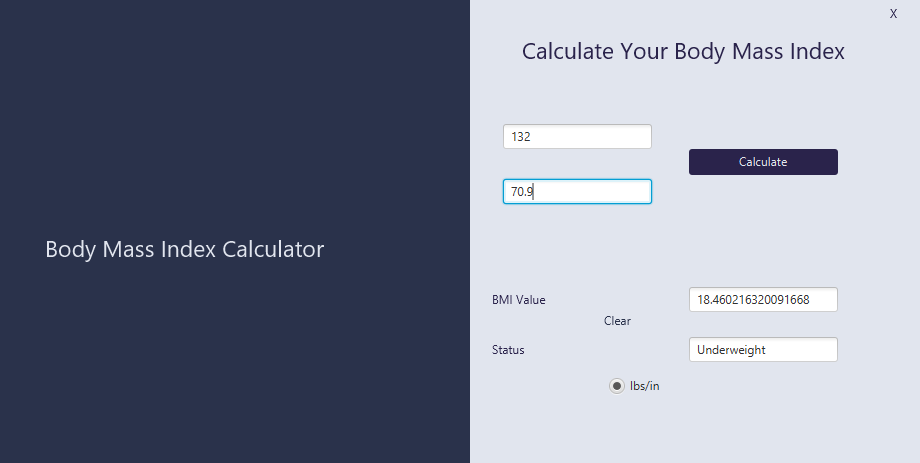 X
Calculate Your Body Mass Index
132
Calculate
70.9
Body Mass Index Calculator
BMI Value
18.460216320091668
Clear
Status
Underweight
lbs/in